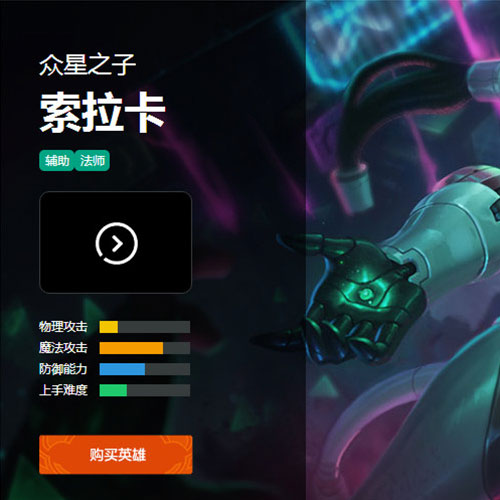 众星之子
索拉卡
辅助 法师
物理攻击
魔法攻击
防御能力
上手难度
购买英雄